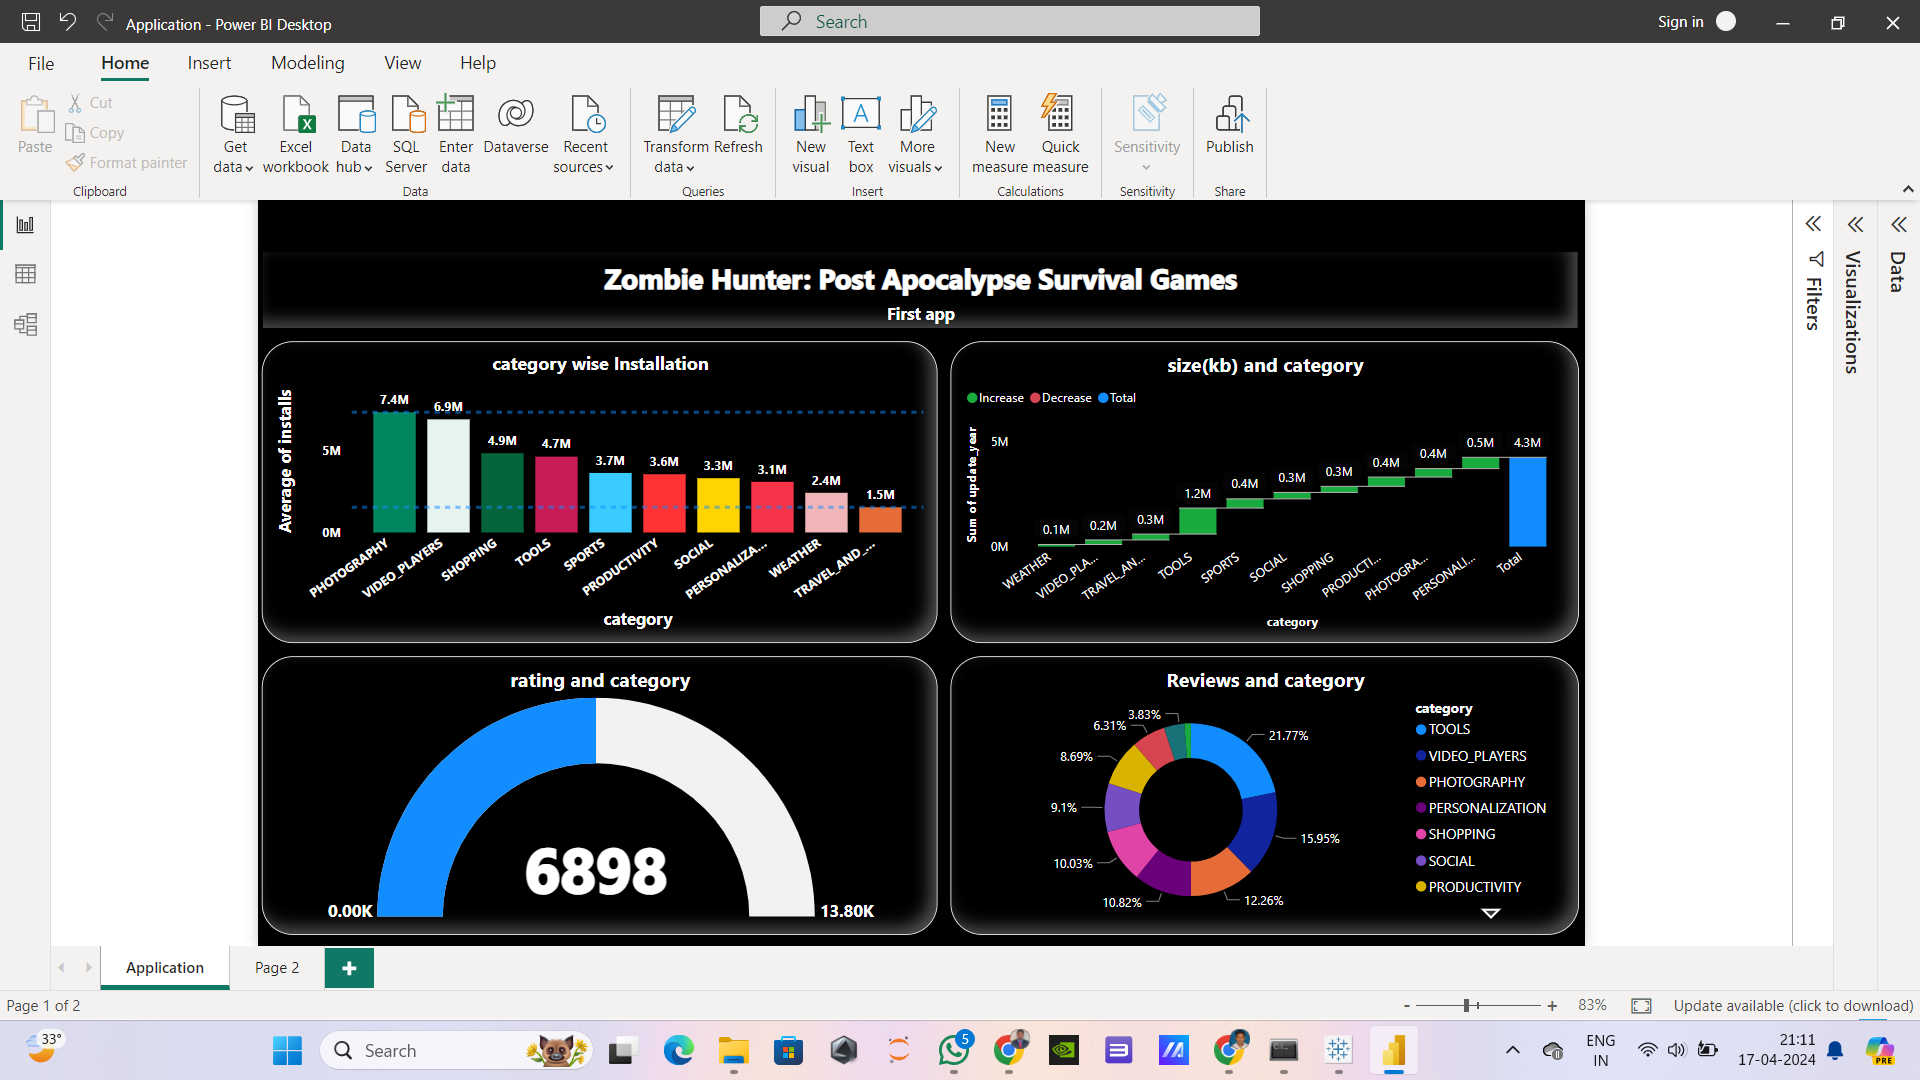 Application - Power BI Desktop
Search
Sign in
File
Home
Insert
Modeling
View
Help
Paste
Cut
Copy
Format painter
Clipboard
Get data
Excel workbook
Data hub
SQL Server
Enter data
Dataverse
Recent sources
Data
Transform data
Refresh
Queries
New visual
Text box
More visuals
Insert
New measure
Quick measure
Calculations
Sensitivity
Sensitivity
Publish
Share
Zombie Hunter: Post Apocalypse Survival Games
First app
category wise Installation
Average of installs
5M
0M
7.4M
6.9M
4.9M
4.7M
3.7M
3.6M
3.3M
3.1M
2.4M
1.5M
PHOTOGRAPHY
VIDEO_PLAYERS
SHOPPING
TOOLS
SPORTS
PRODUCTIVITY
SOCIAL
PERSONALIZA...
WEATHER
TRAVEL_AND_...
category
size(kb) and category
Increase
Decrease
Total
Sum of update_year
5M
0M
0.1M
0.2M
0.3M
1.2M
0.4M
0.3M
0.3M
0.4M
0.4M
0.5M
4.3M
WEATHER
VIDEO_PLA...
TRAVEL_AN...
TOOLS
SPORTS
SOCIAL
SHOPPING
PRODUCTI...
PHOTOGRA...
PERSONALI...
Total
category
rating and category
6898
0.00K
13.80K
Reviews and category
3.83%
6.31%
8.69%
9.1%
10.03%
10.82%
12.26%
15.95%
21.77%
category
TOOLS
VIDEO_PLAYERS
PHOTOGRAPHY
PERSONALIZATION
SHOPPING
SOCIAL
PRODUCTIVITY
Filters
Visualizations
Data
Application
Page 2
Page 1 of 2
- + 83%
Update available (click to download)
33°
Search
5
ENG
IN
21:11
17-04-2024
PRE